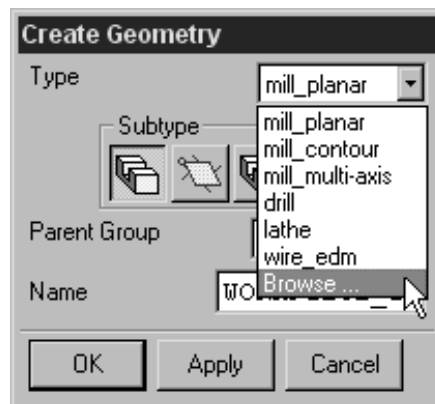 Create Geometry
Type
mill_planar
Subtype
mill_planar
mill_contour
mill_multi-axis
drill
lathe
wire_edm
Browse ...
Parent Group
Name
OK
Apply
Cancel